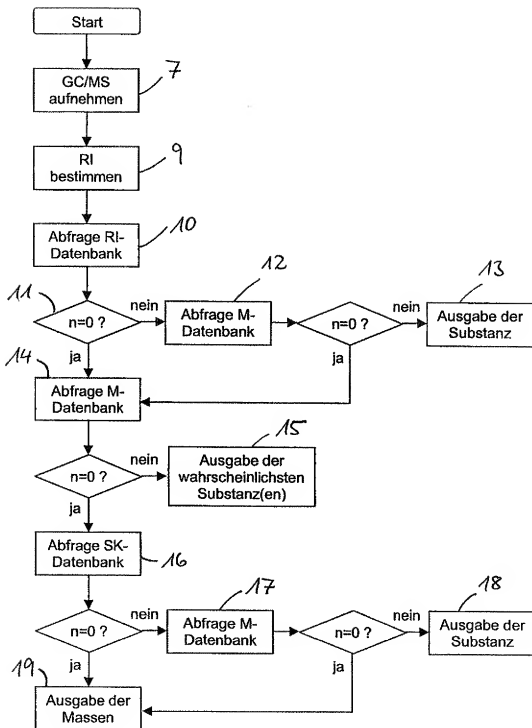 Start
GC/MS
aufnehmen
7
RI
bestimmen
9
Abfrage RI-
Datenbank
10
11
n=0 ?
nein
ja
12
Abfrage M-
Datenbank
n=0 ?
nein
ja
13
Ausgabe der
Substanz
14
Abfrage M-
Datenbank
n=0 ?
nein
ja
15
Ausgabe der
wahrscheinlichsten
Substanz(en)
Abfrage SK-
Datenbank
16
n=0 ?
nein
ja
17
Abfrage M-
Datenbank
n=0 ?
nein
ja
18
Ausgabe der
Substanz
19
Ausgabe der
Massen